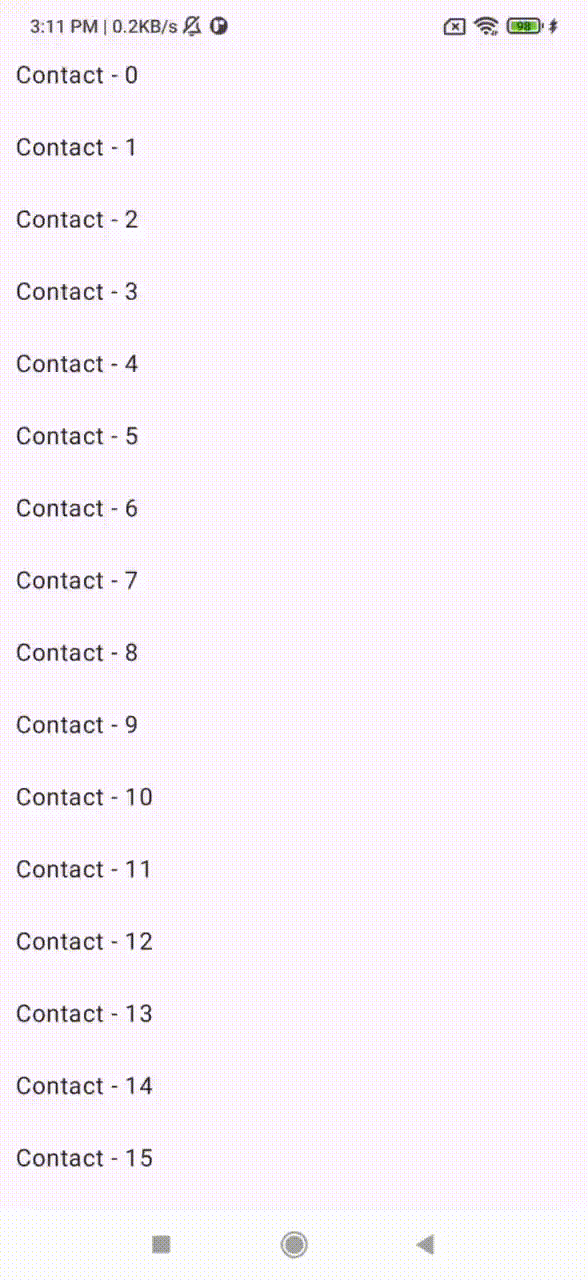 3:11 PM | 0.2KB/s 98
Contact - 0
Contact - 1
Contact - 2
Contact - 3
Contact - 4
Contact - 5
Contact - 6
Contact - 7
Contact - 8
Contact - 9
Contact - 10
Contact - 11
Contact - 12
Contact - 13
Contact - 14
Contact - 15